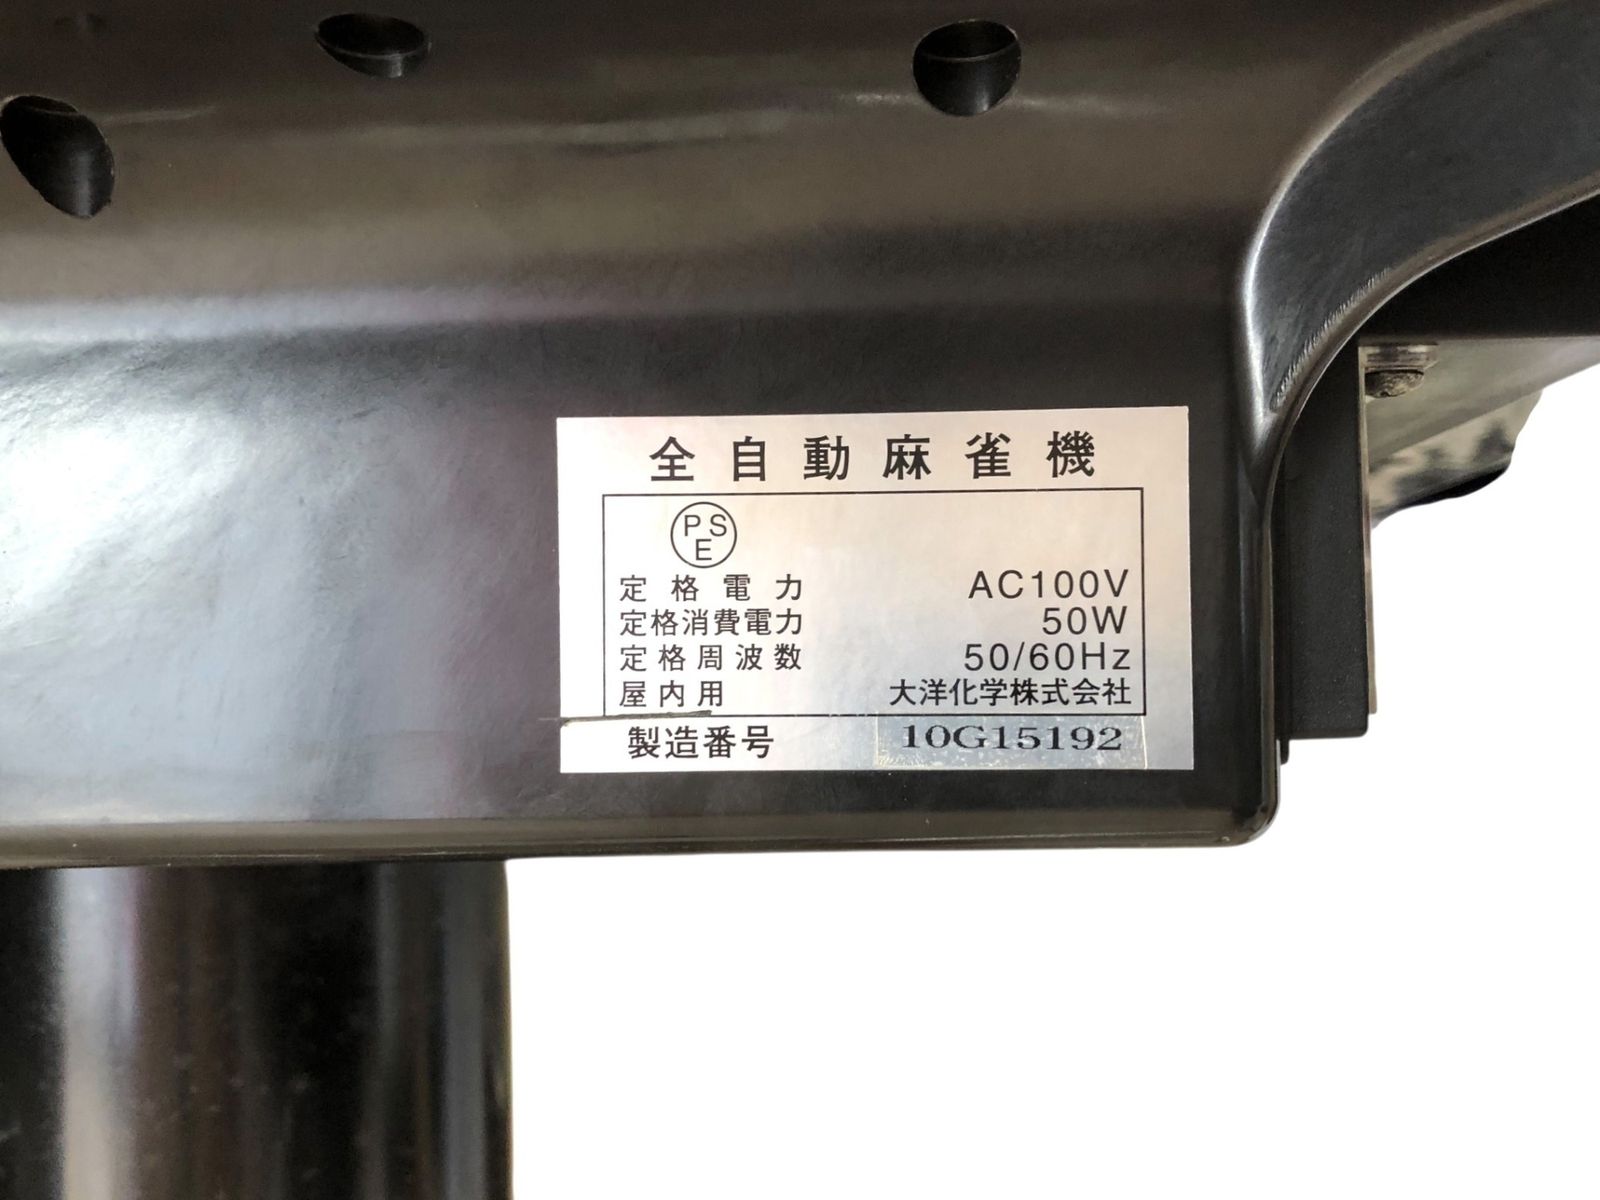 全自動麻雀機
PSE
定格電力 AC100V
定格消費電力 50W
定格周波数 50/60Hz
屋内用 大洋化学株式会社
製造番号 10G15192